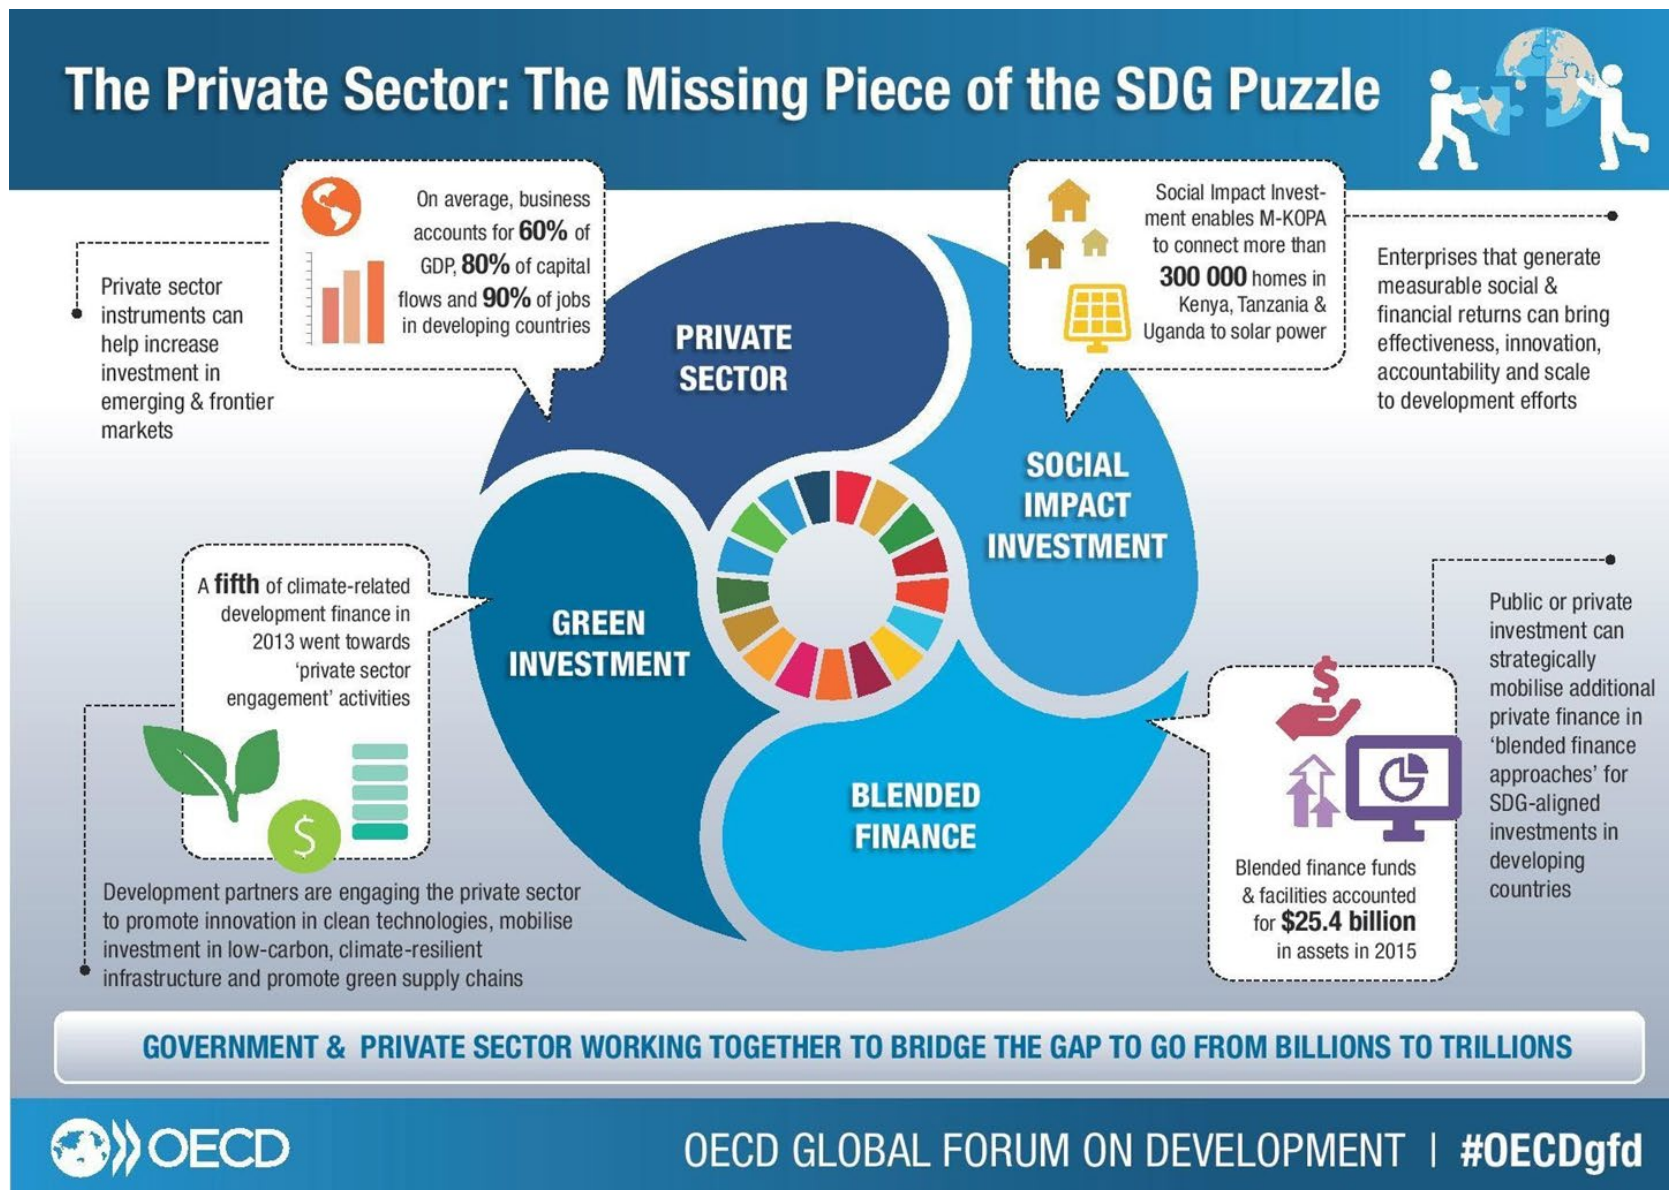 The Private Sector: The Missing Piece of the SDG Puzzle
On average, business
accounts for 60% of
GDP, 80% of capital
flows and 90% of jobs
in developing countries
Private sector
instruments can
help increase
investment in
emerging & frontier
markets
PRIVATE
SECTOR
Social Impact Invest-
ment enables M-KOPA
to connect more than
300 000 homes in
Kenya, Tanzania &
Uganda to solar power
Enterprises that generate
measurable social &
financial returns can bring
effectiveness, innovation,
accountability and scale
to development efforts
SOCIAL
IMPACT
INVESTMENT
A fifth of climate-related
development finance in
2013 went towards
‘private sector
engagement’ activities
$
GREEN
INVESTMENT
Development partners are engaging the private sector
to promote innovation in clean technologies, mobilise
investment in low-carbon, climate-resilient
infrastructure and promote green supply chains
BLENDED
FINANCE
$
Blended finance funds
& facilities accounted
for $25.4 billion
in assets in 2015
Public or private
investment can
strategically
mobilise additional
private finance in
‘blended finance
approaches’ for
SDG-aligned
investments in
developing
countries
GOVERNMENT & PRIVATE SECTOR WORKING TOGETHER TO BRIDGE THE GAP TO GO FROM BILLIONS TO TRILLIONS
OECD
OECD GLOBAL FORUM ON DEVELOPMENT | #OECDgfd